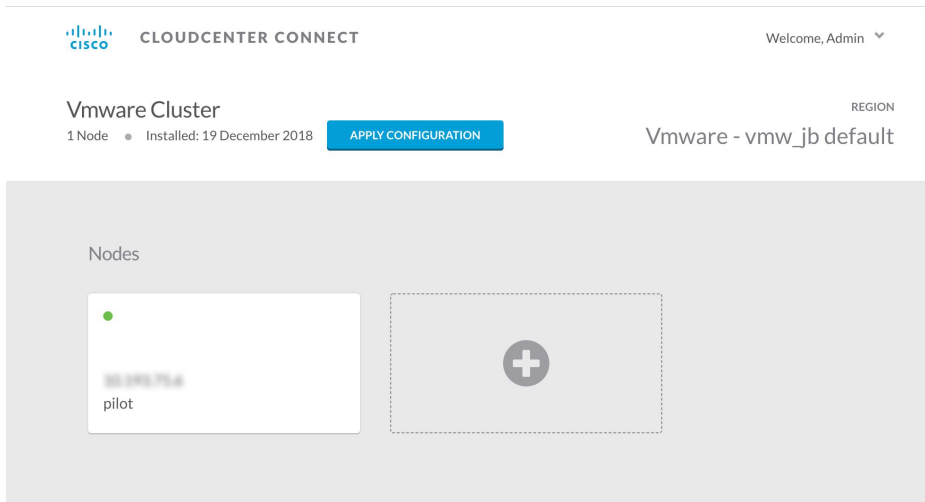 CISCO CLOUDCENTER CONNECT
Welcome, Admin
Vmware Cluster
REGION
1 Node • Installed: 19 December 2018
APPLY CONFIGURATION
Vmware - vmw_jb default
Nodes
pilot